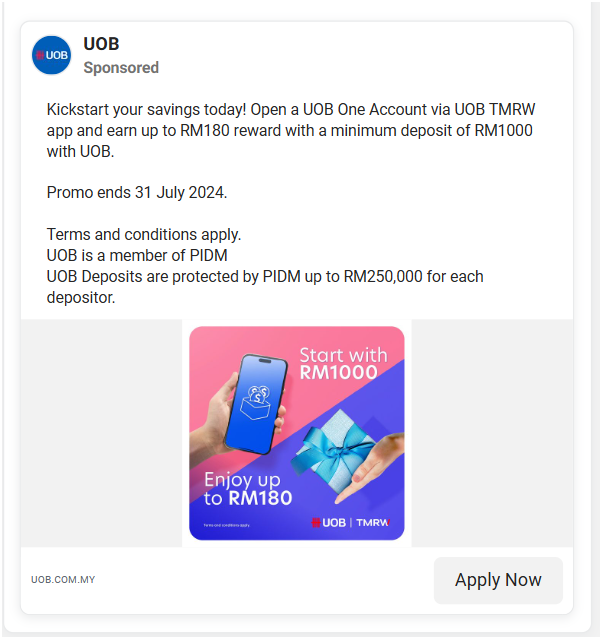 UOB
UOB
Sponsored
Kickstart your savings today! Open a UOB One Account via UOB TMRW
app and earn up to RM180 reward with a minimum deposit of RM1000
with UOB.
Promo ends 31 July 2024.
Terms and conditions apply.
UOB is a member of PIDM
UOB Deposits are protected by PIDM up to RM250,000 for each
depositor.
Start with
RM1000
Enjoy up
to RM180
Terms and conditions apply.
UOB | TMRW
UOB.COM.MY
Apply Now